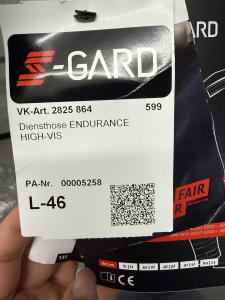 S-GARD
VK-Art. 2825 864 599
Diensthose ENDURANCE
HIGH-VIS
PA-Nr. 00005258
L-46
FAIR
R